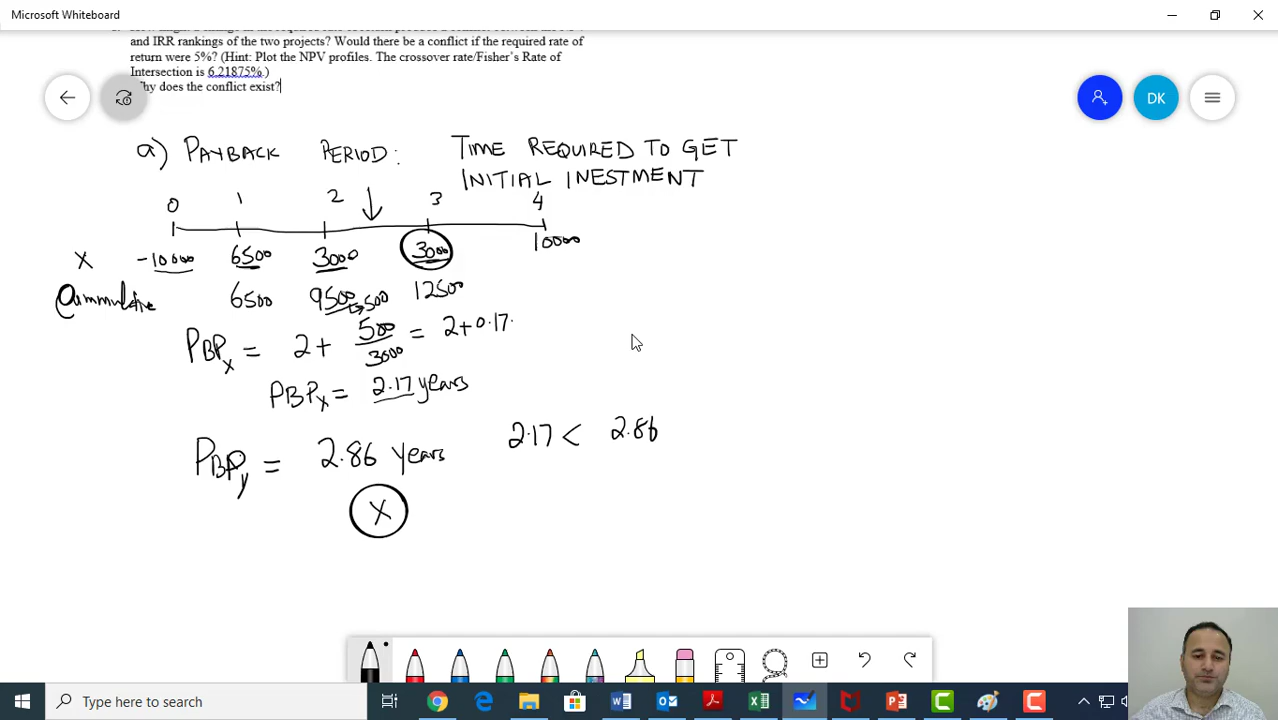 Microsoft Whiteboard
and IRR rankings of the two projects? Would there be a conflict if the required rate of
return were 5%? (Hint: Plot the NPV profiles. The crossover rate/Fisher's Rate of
Intersection is 6.21875%.)
hy does the conflict exist?
DK
a) PAYBACK PERIOD: TIME REQUIRED TO GET
INITIAL INESTMENT
0 1 2 3 4
X -10000 6500 3000 3000 10000
Cummulative 6500 9500 500 12500
PBPx = 2 + 500/3000 = 2+0.17
PBPx = 2.17 years
PBPy = 2.86 years 2.17 < 2.86
X
Type here to search